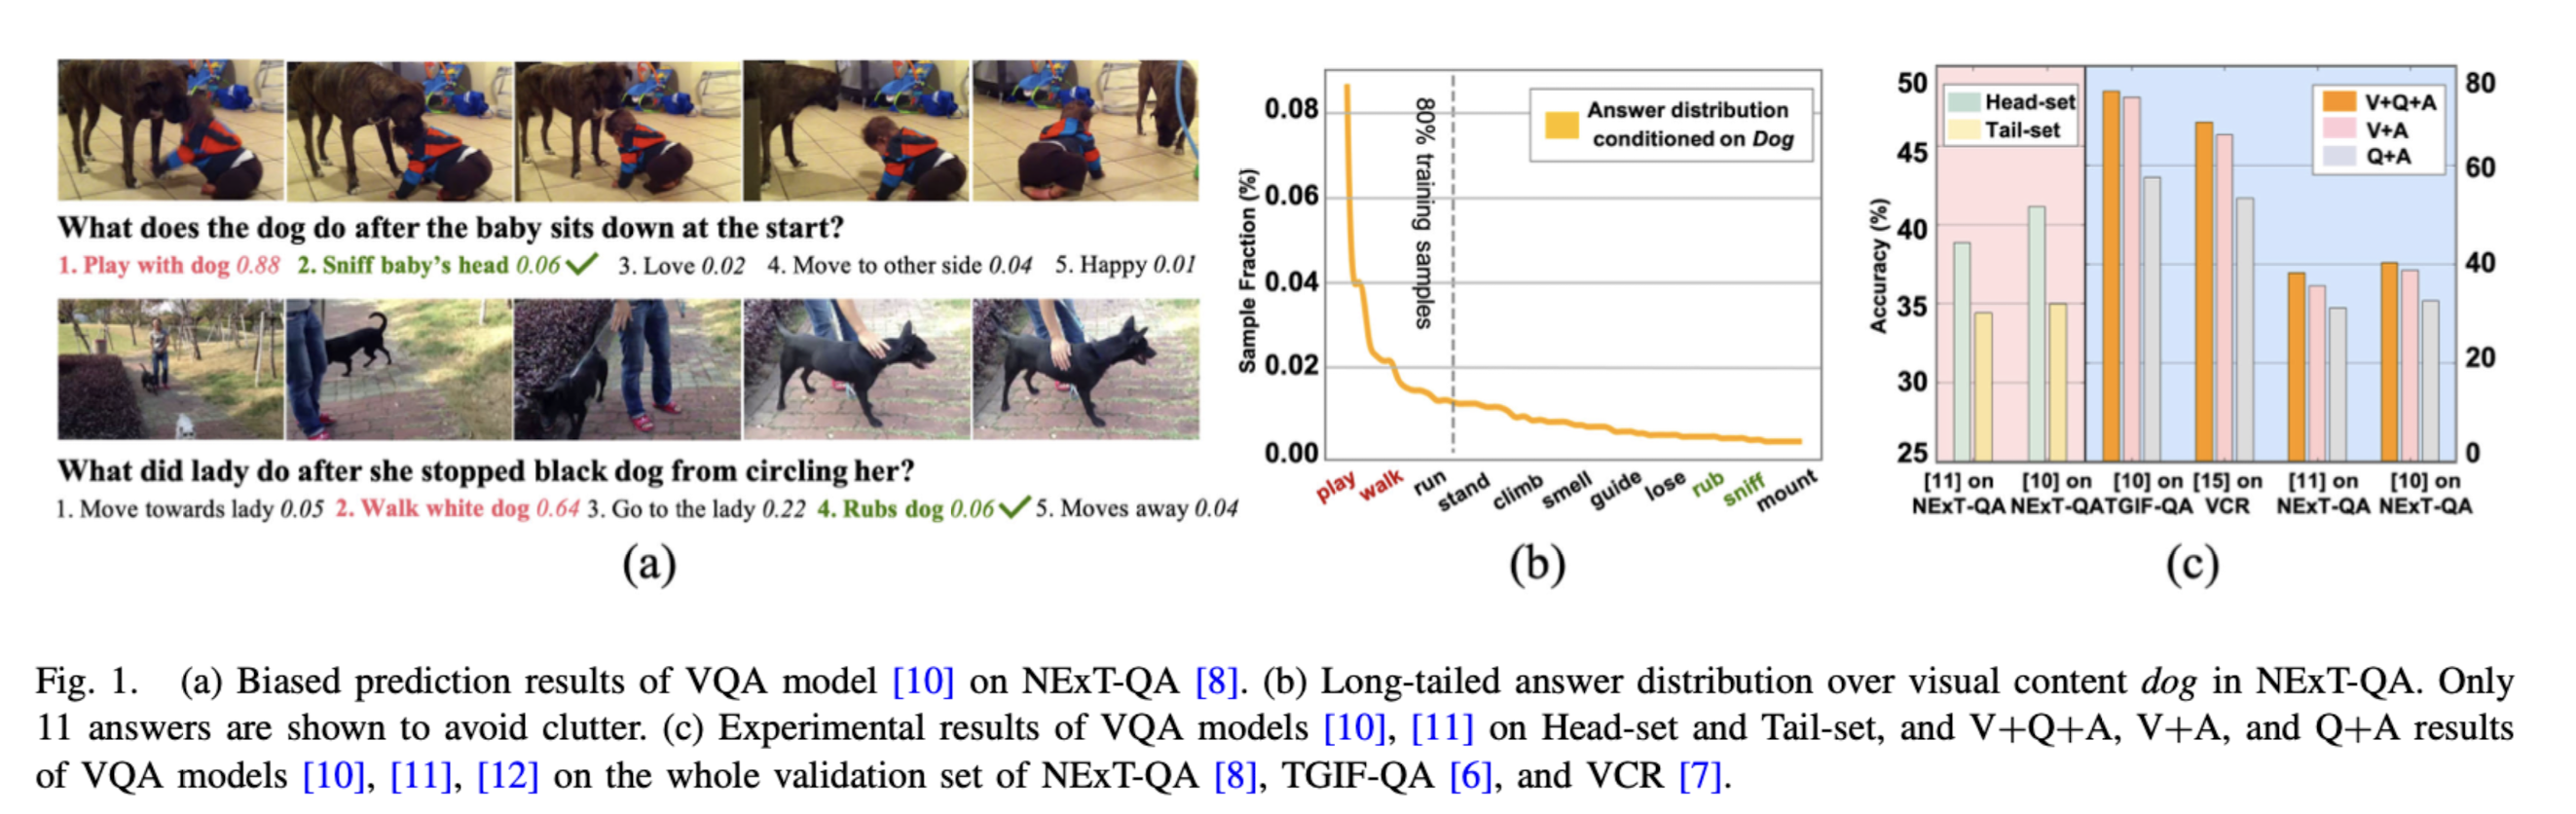 What does the dog do after the baby sits down at the start?
1. Play with dog 0.88 2. Sniff baby's head 0.06 ✓ 3. Love 0.02 4. Move to other side 0.04 5. Happy 0.01
What did lady do after she stopped black dog from circling her?
1. Move towards lady 0.05 2. Walk white dog 0.64 3. Go to the lady 0.22 4. Rubs dog 0.06 ✓ 5. Moves away 0.04
(a)
Sample Fraction (%)
0.08
0.06
0.04
0.02
0.00
80% training samples
Answer distribution
conditioned on Dog
play
walk
run
stand
climb
smell
guide
lose
rub
sniff
mount
(b)
Accuracy (%)
50
45
40
35
30
25
Head-set
Tail-set
V+Q+A
V+A
Q+A
80
60
40
20
0
[11] on
NExT-QA
[10] on
NExT-QA
[10] on
TGIF-QA
[15] on
VCR
[11] on
NExT-QA
[10] on
NExT-QA
(c)
Fig. 1. (a) Biased prediction results of VQA model [10] on NExT-QA [8]. (b) Long-tailed answer distribution over visual content dog in NExT-QA. Only
11 answers are shown to avoid clutter. (c) Experimental results of VQA models [10], [11] on Head-set and Tail-set, and V+Q+A, V+A, and Q+A results
of VQA models [10], [11], [12] on the whole validation set of NExT-QA [8], TGIF-QA [6], and VCR [7].